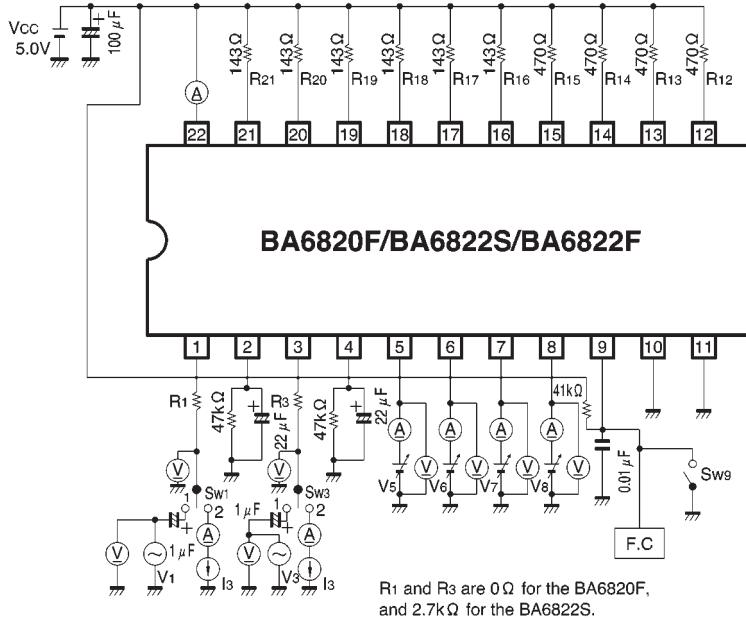 Vcc
5.0V
100 μF
143Ω 143Ω 143Ω 143Ω 143Ω 143Ω 470Ω 470Ω 470Ω 470Ω
R21 R20 R19 R18 R17 R16 R15 R14 R13 R12
A
22 21 20 19 18 17 16 15 14 13 12
BA6820F/BA6822S/BA6822F
1 2 3 4 5 6 7 8 9 10 11
R1 47kΩ + 22 μF R3 47kΩ + 22 μF 41kΩ
A A A A
V V V5 V V6 V V7 V V8 V 0.01 μF SW9
1 SW1 1 SW3
1 μF + 2 1 μF + 2
A A
V V1 I3 V V3 I3
F.C
R1 and R3 are 0Ω for the BA6820F,
and 2.7kΩ for the BA6822S.